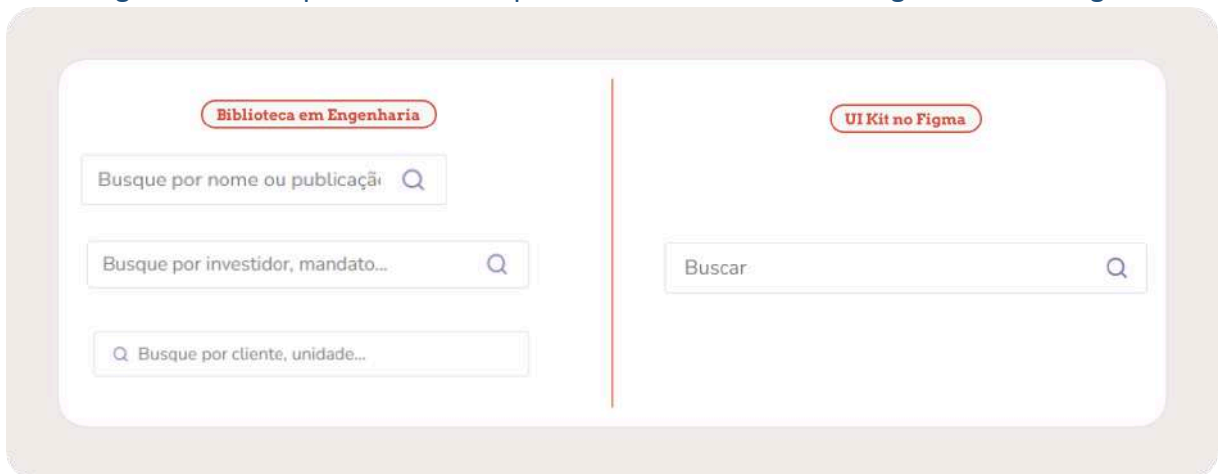 Biblioteca em Engenharia
Busque por nome ou publicaçã
Busque por investidor, mandato...
Busque por cliente, unidade...
UI Kit no Figma
Buscar